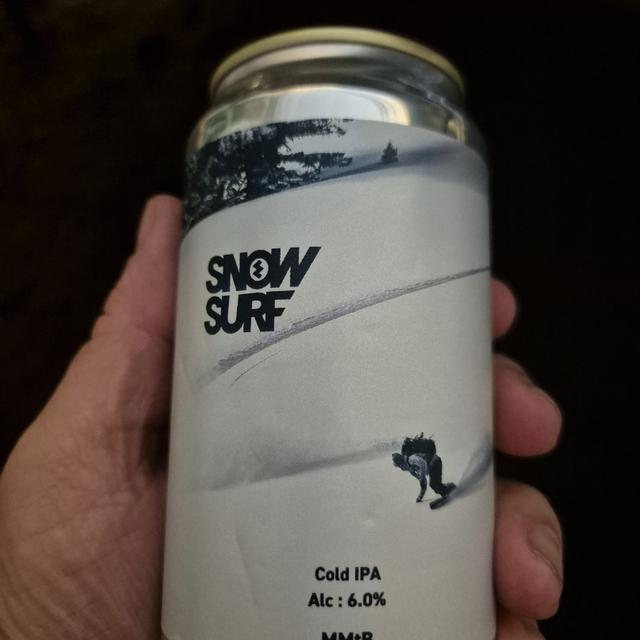 SNOW
SURF
Cold IPA
Alc : 6.0%